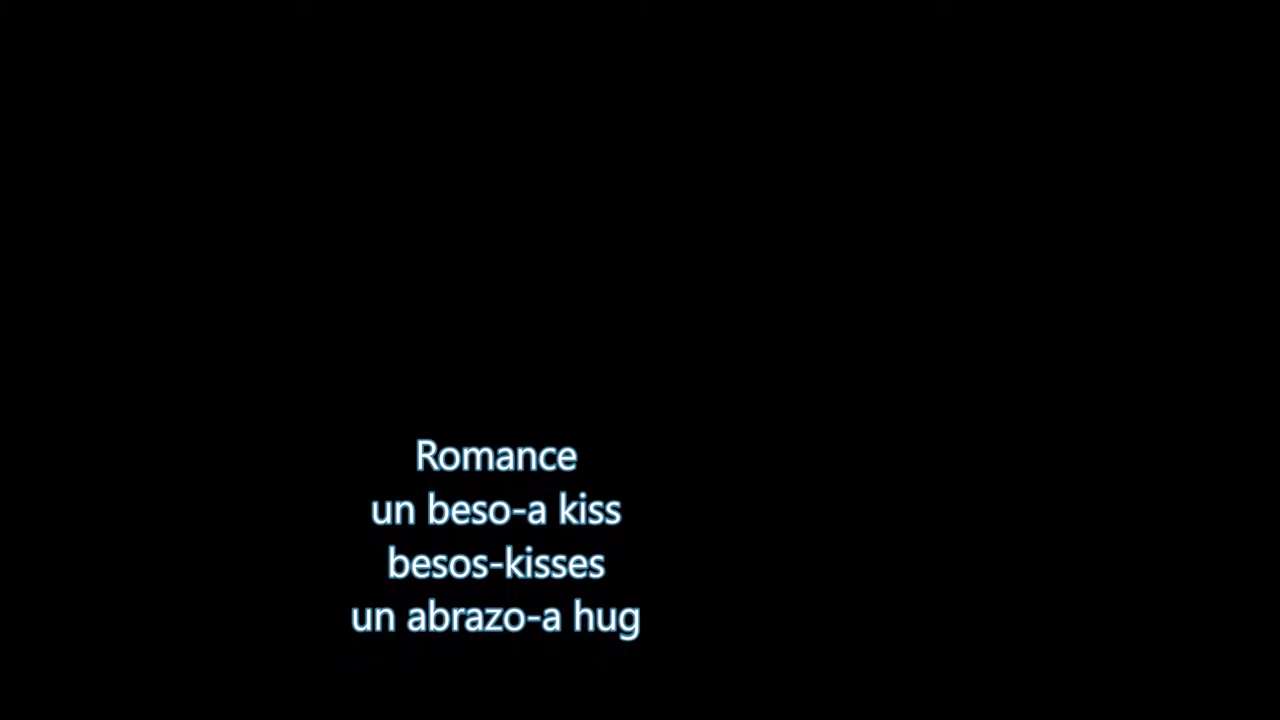 Romance
un beso-a kiss
besos-kisses
un abrazo-a hug